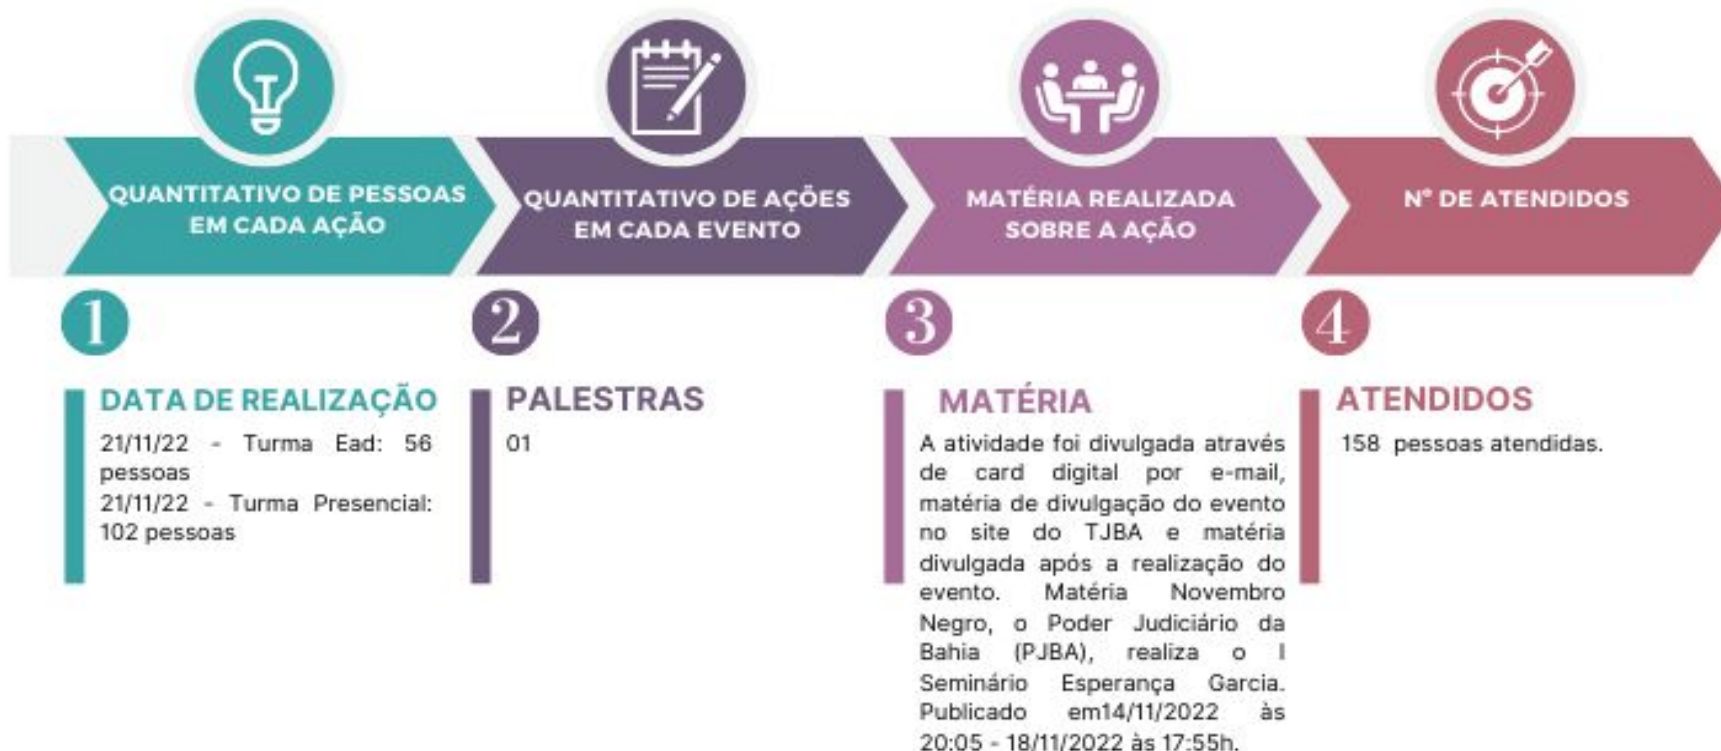 QUANTITATIVO DE PESSOAS
EM CADA AÇÃO
QUANTITATIVO DE AÇÕES
EM CADA EVENTO
MATÉRIA REALIZADA
SOBRE A AÇÃO
Nº DE ATENDIDOS
1
DATA DE REALIZAÇÃO
21/11/22 - Turma Ead: 56
pessoas
21/11/22 - Turma Presencial:
102 pessoas
2
PALESTRAS
01
3
MATÉRIA
A atividade foi divulgada através
de card digital por e-mail,
matéria de divulgação do evento
no site do TJBA e matéria
divulgada após a realização do
evento. Matéria Novembro
Negro, o Poder Judiciário da
Bahia (PJBA), realiza o I
Seminário Esperança Garcia.
Publicado em14/11/2022 às
20:05 - 18/11/2022 às 17:55h.
4
ATENDIDOS
158 pessoas atendidas.